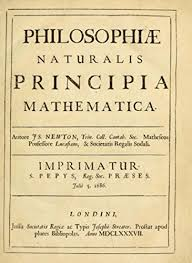 PHILOSOPHIÆ
NATURALIS
PRINCIPIA
MATHEMATICA.
Autore JS. NEWTON, Trin. Coll. Cantab. Soc. Matheseos
Professore Lucasiano, & Societatis Regalis Sodali.
IMPRIMATUR.
S. PEPYS, Reg. Soc. PRÆSES.
Julii 5. 1686.
LONDINI,
Jussu Societatis Regiæ ac Typis Josephi Streater. Prostat apud
plures Bibliopolas. Anno MDCLXXXVII.